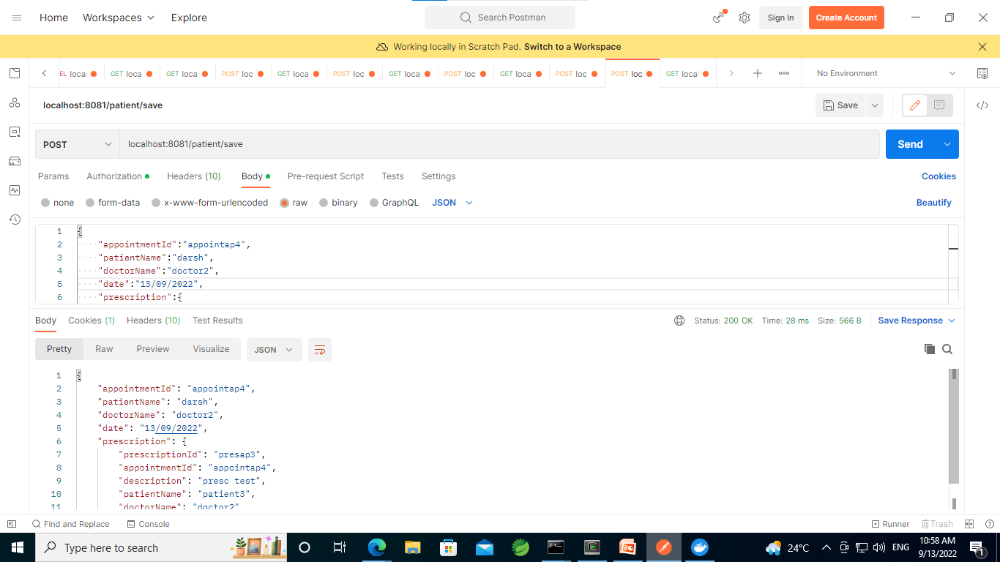 Home Workspaces Explore Search Postman Sign In Create Account
Working locally in Scratch Pad. Switch to a Workspace
EL local GET loca GET loca POST loc GET loca POST loc GET loca POST loc GET loca POST loc POST loc GET local No Environment
localhost:8081/patient/save Save
POST localhost:8081/patient/save Send
Params Authorization Headers (10) Body Pre-request Script Tests Settings Cookies
none form-data x-www-form-urlencoded raw binary GraphQL JSON Beautify
1 {
2 "appointmentId":"appointap4",
3 "patientName":"darsh",
4 "doctorName":"doctor2",
5 "date":"13/09/2022",
6 "prescription":{
Body Cookies (1) Headers (10) Test Results Status: 200 OK Time: 28 ms Size: 566 B Save Response
Pretty Raw Preview Visualize JSON
1 {
2 "appointmentId": "appointap4",
3 "patientName": "darsh",
4 "doctorName": "doctor2",
5 "date": "13/09/2022",
6 "prescription": {
7 "prescriptionId": "presap3",
8 "appointmentId": "appointap4",
9 "description": "presc test",
10 "patientName": "patient3",
11 "doctorName": "doctor2"
Find and Replace Console Runner Trash
Type here to search 24°C ENG 10:58 AM
9/13/2022 1